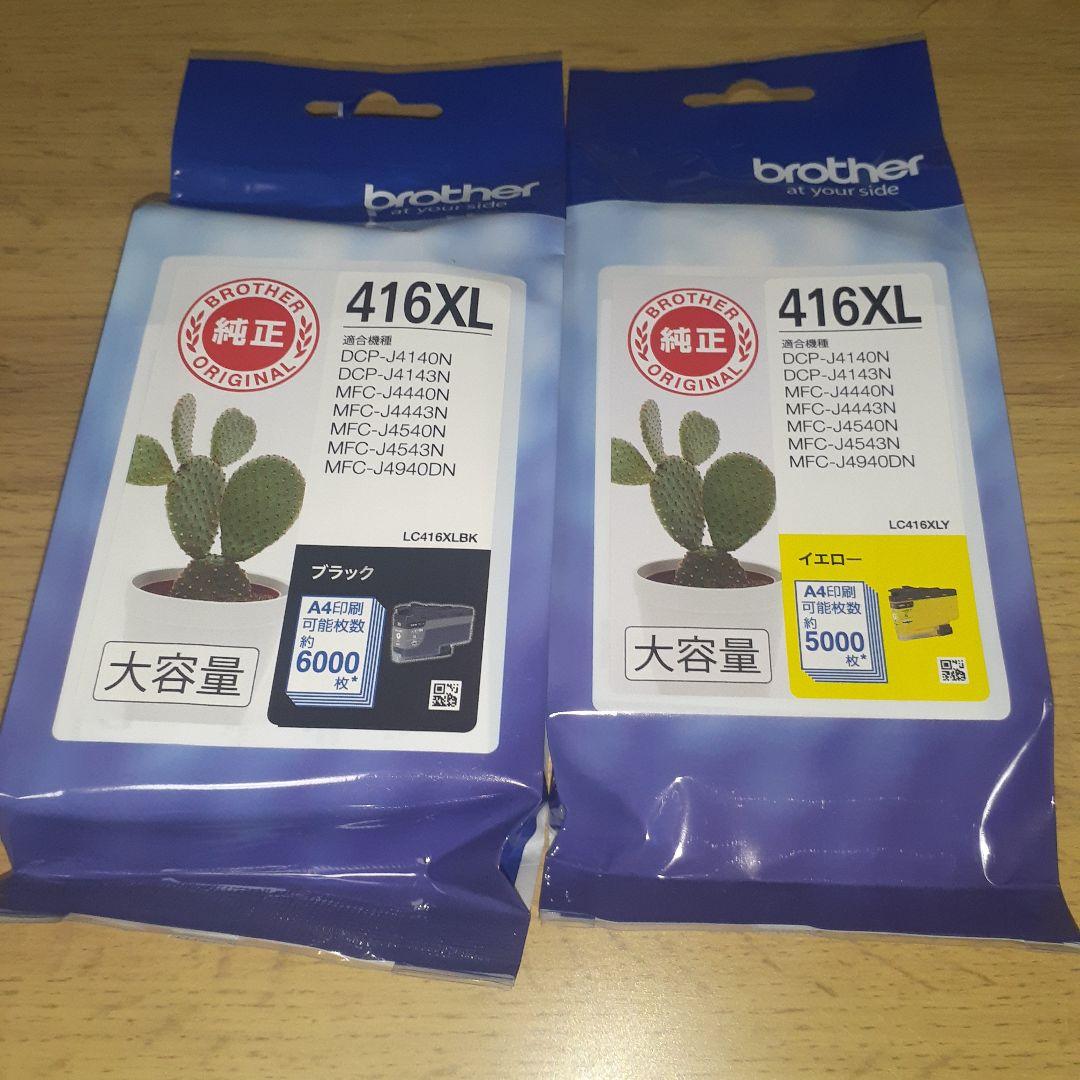 brother
at your side
BROTHER
純正
ORIGINAL
416XL
適合機種
DCP-J4140N
DCP-J4143N
MFC-J4440N
MFC-J4443N
MFC-J4540N
MFC-J4543N
MFC-J4940DN
LC416XLBK
ブラック
A4印刷
可能枚数
約
6000
枚*
大容量
brother
at your side
BROTHER
純正
ORIGINAL
416XL
適合機種
DCP-J4140N
DCP-J4143N
MFC-J4440N
MFC-J4443N
MFC-J4540N
MFC-J4543N
MFC-J4940DN
LC416XLY
イエロー
A4印刷
可能枚数
約
5000
枚*
大容量